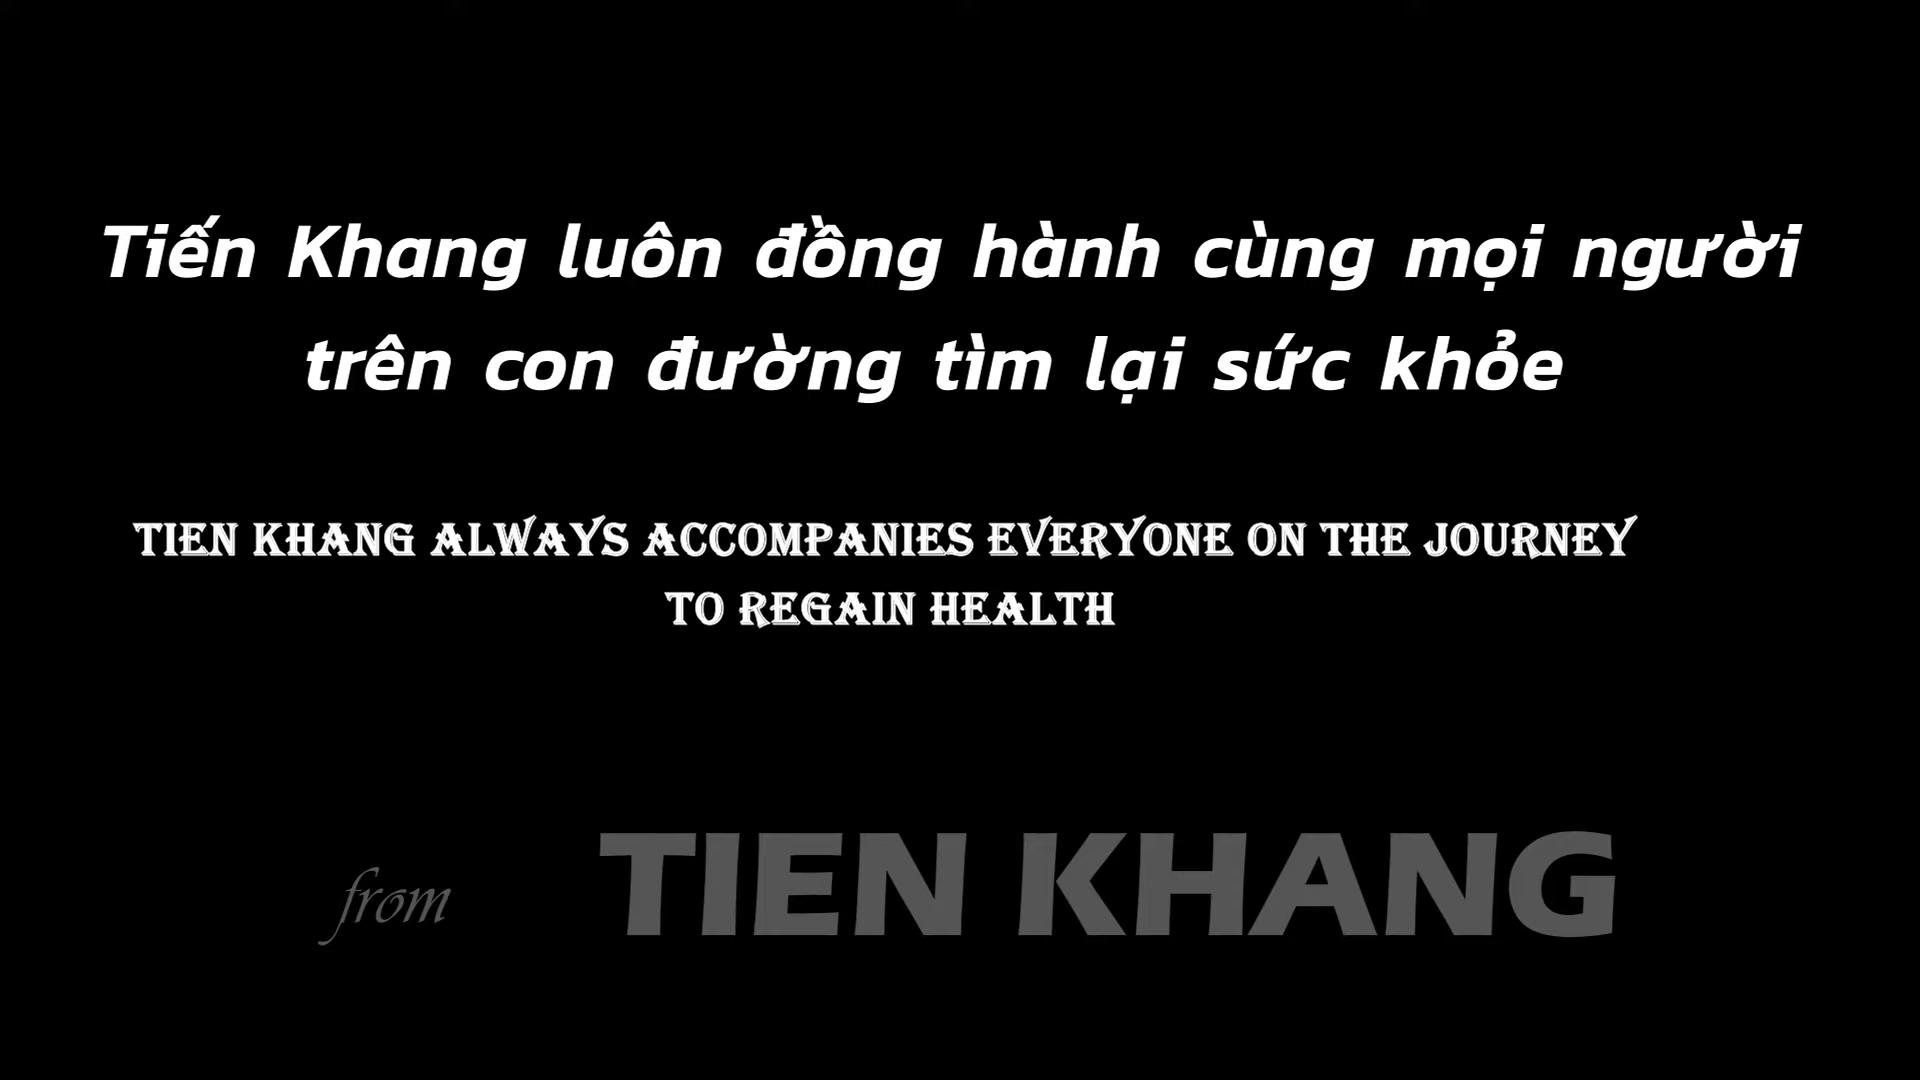 Tiến Khang luôn đồng hành cùng mọi người
trên con đường tìm lại sức khỏe
TIEN KHANG ALWAYS ACCOMPANIES EVERYONE ON THE JOURNEY
TO REGAIN HEALTH
from TIEN KHANG